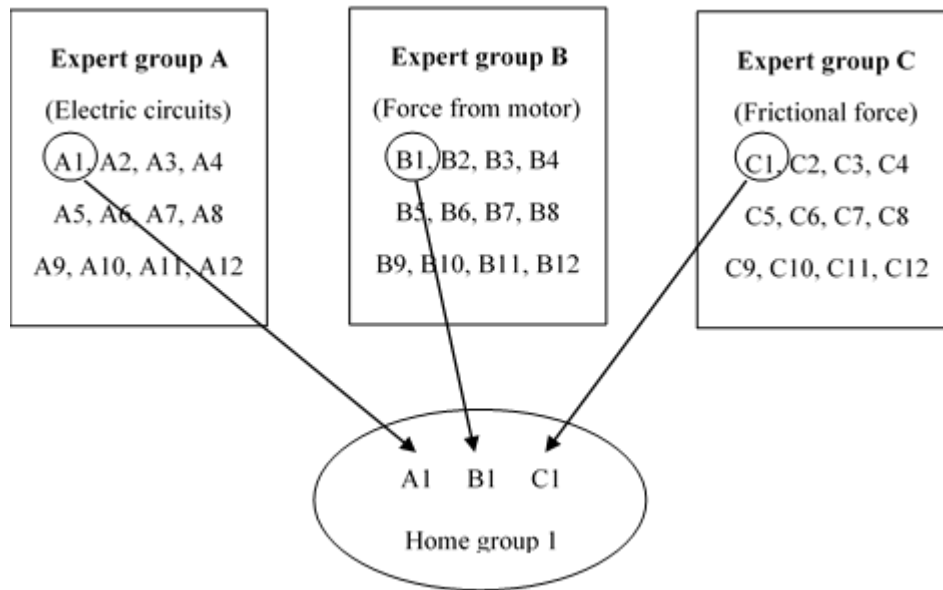 Expert group A
(Electric circuits)
A1, A2, A3, A4
A5, A6, A7, A8
A9, A10, A11, A12
Expert group B
(Force from motor)
B1, B2, B3, B4
B5, B6, B7, B8
B9, B10, B11, B12
Expert group C
(Frictional force)
C1, C2, C3, C4
C5, C6, C7, C8
C9, C10, C11, C12
A1 B1 C1
Home group 1